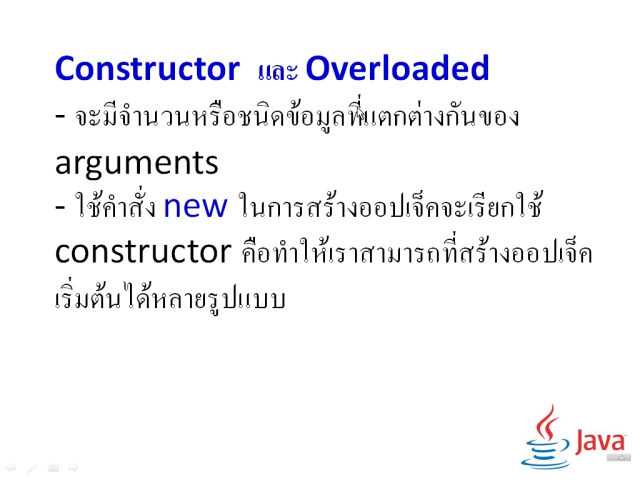 Constructor และ Overloaded
- จะมีจำนวนหรือชนิดข้อมูลที่แตกต่างกันของ
arguments
- ใช้คำสั่ง new ในการสร้างออปเจ็คจะเรียกใช้
constructor คือทำให้เราสามารถที่สร้างออปเจ็ค
เริ่มต้นได้หลายรูปแบบ
Java